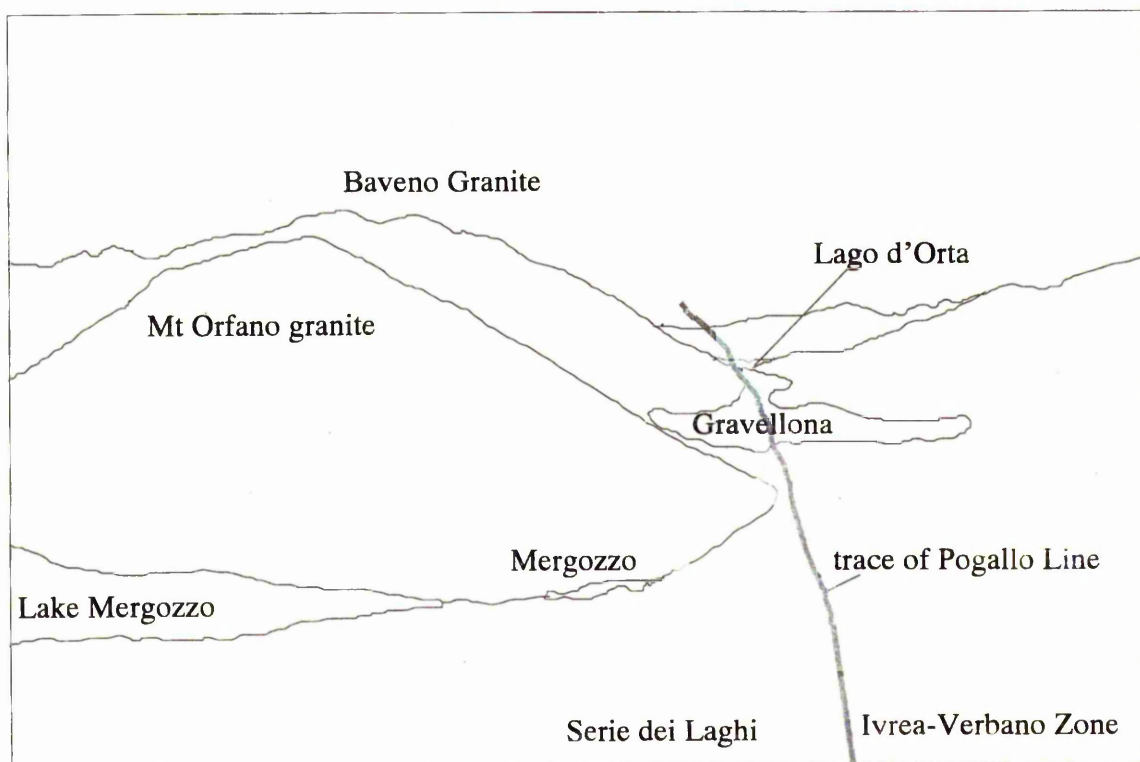 Baveno Granite
Lago d'Orta
Mt Orfano granite
Gravellona
Mergozzo
trace of Pogallo Line
Lake Mergozzo
Serie dei Laghi
Ivrea-Verbano Zone